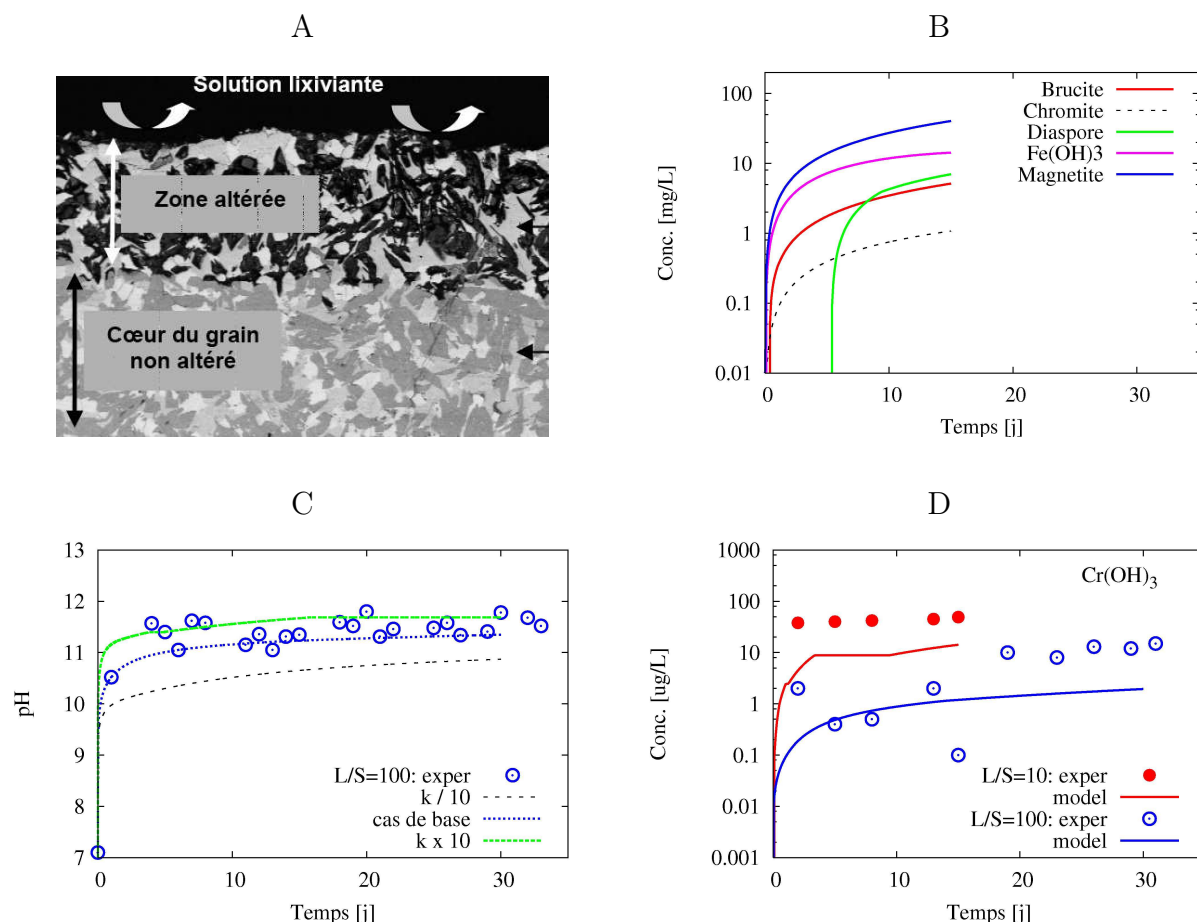 A
Solution lixiviante
Zone altérée
Cœur du grain
non altéré
B
Conc. [mg/L]
100
10
1
0.1
0.01
0
10
20
30
Temps [j]
Brucite
Chromite
Diaspore
Fe(OH)3
Magnetite
C
pH
13
12
11
10
9
8
7
0
10
20
30
Temps [j]
L/S=100: exper
k / 10
cas de base
k x 10
D
Conc. [ug/L]
1000
100
10
1
0.1
0.01
0.001
0
10
20
30
Temps [j]
Cr(OH)₃
L/S=10: exper
model
L/S=100: exper
model